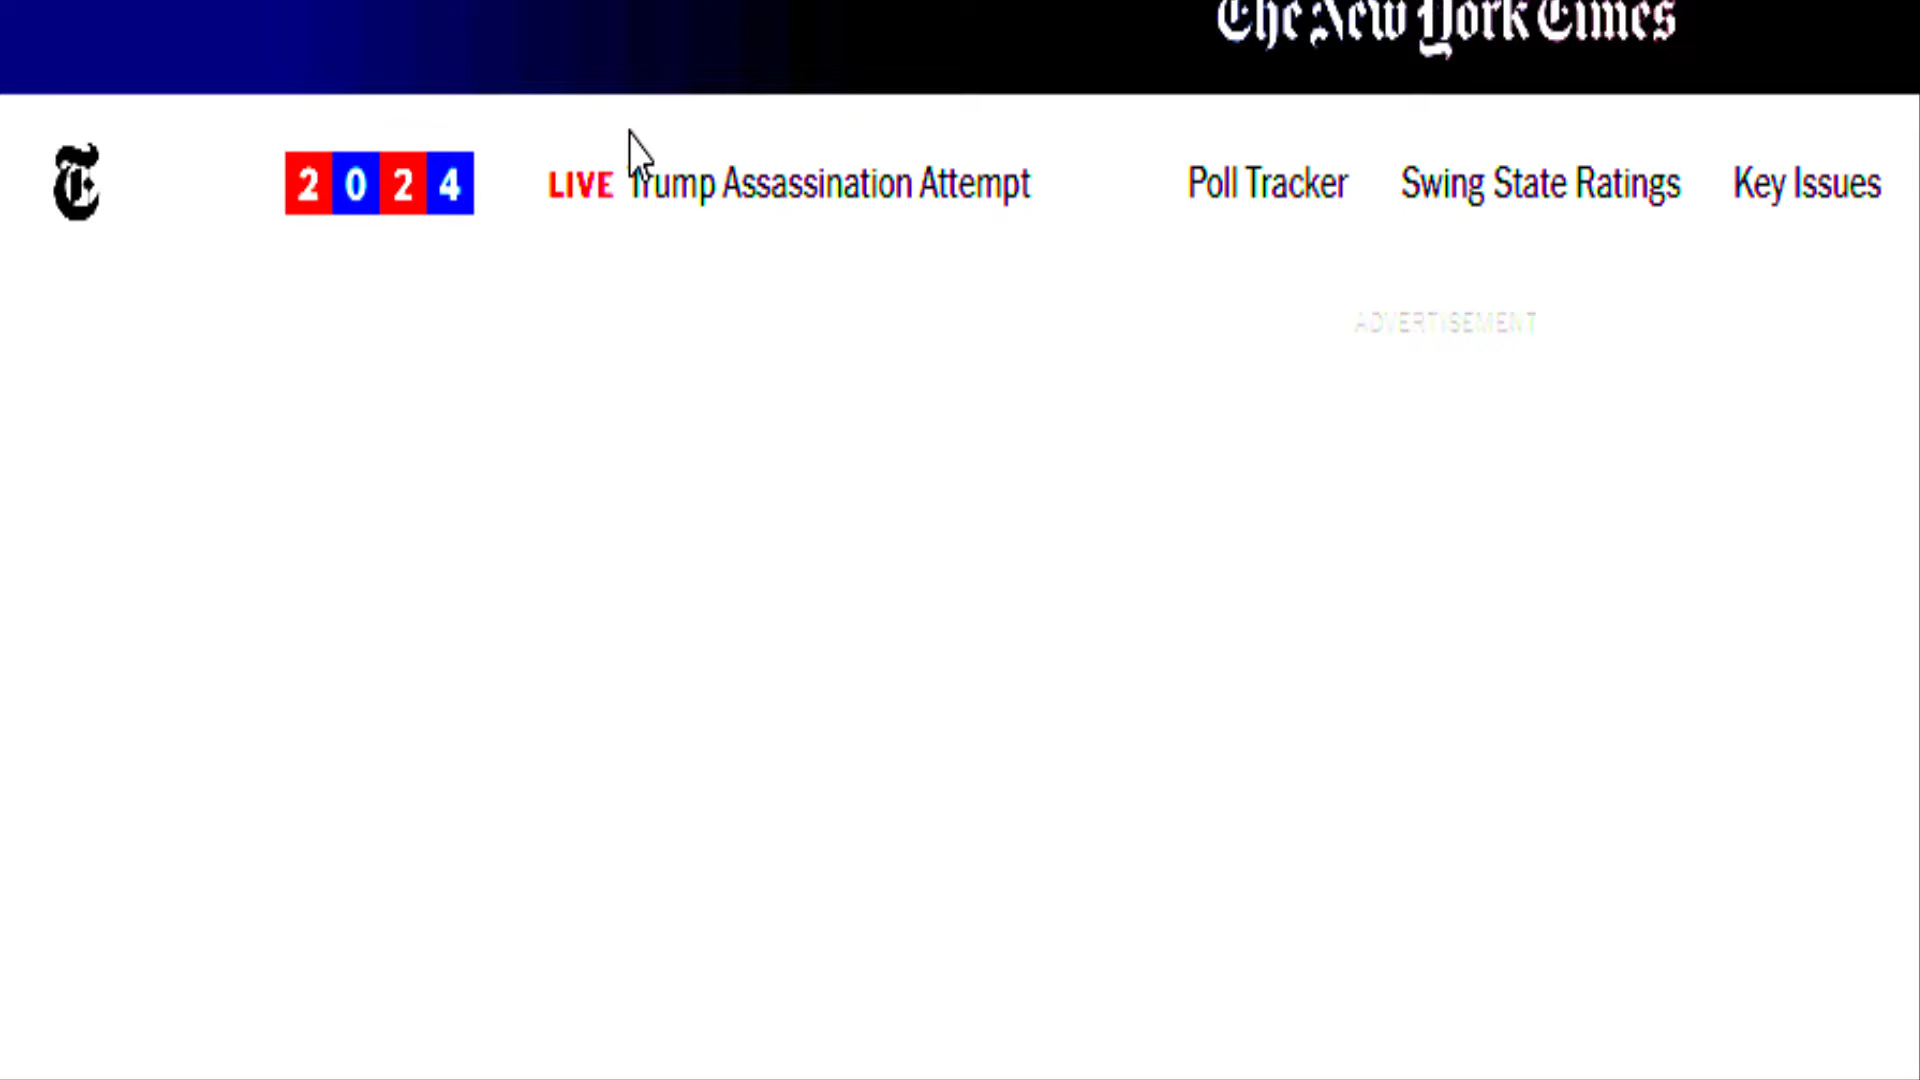 The New York Times
T
2024 LIVE Trump Assassination Attempt Poll Tracker Swing State Ratings Key Issues
ADVERTISEMENT